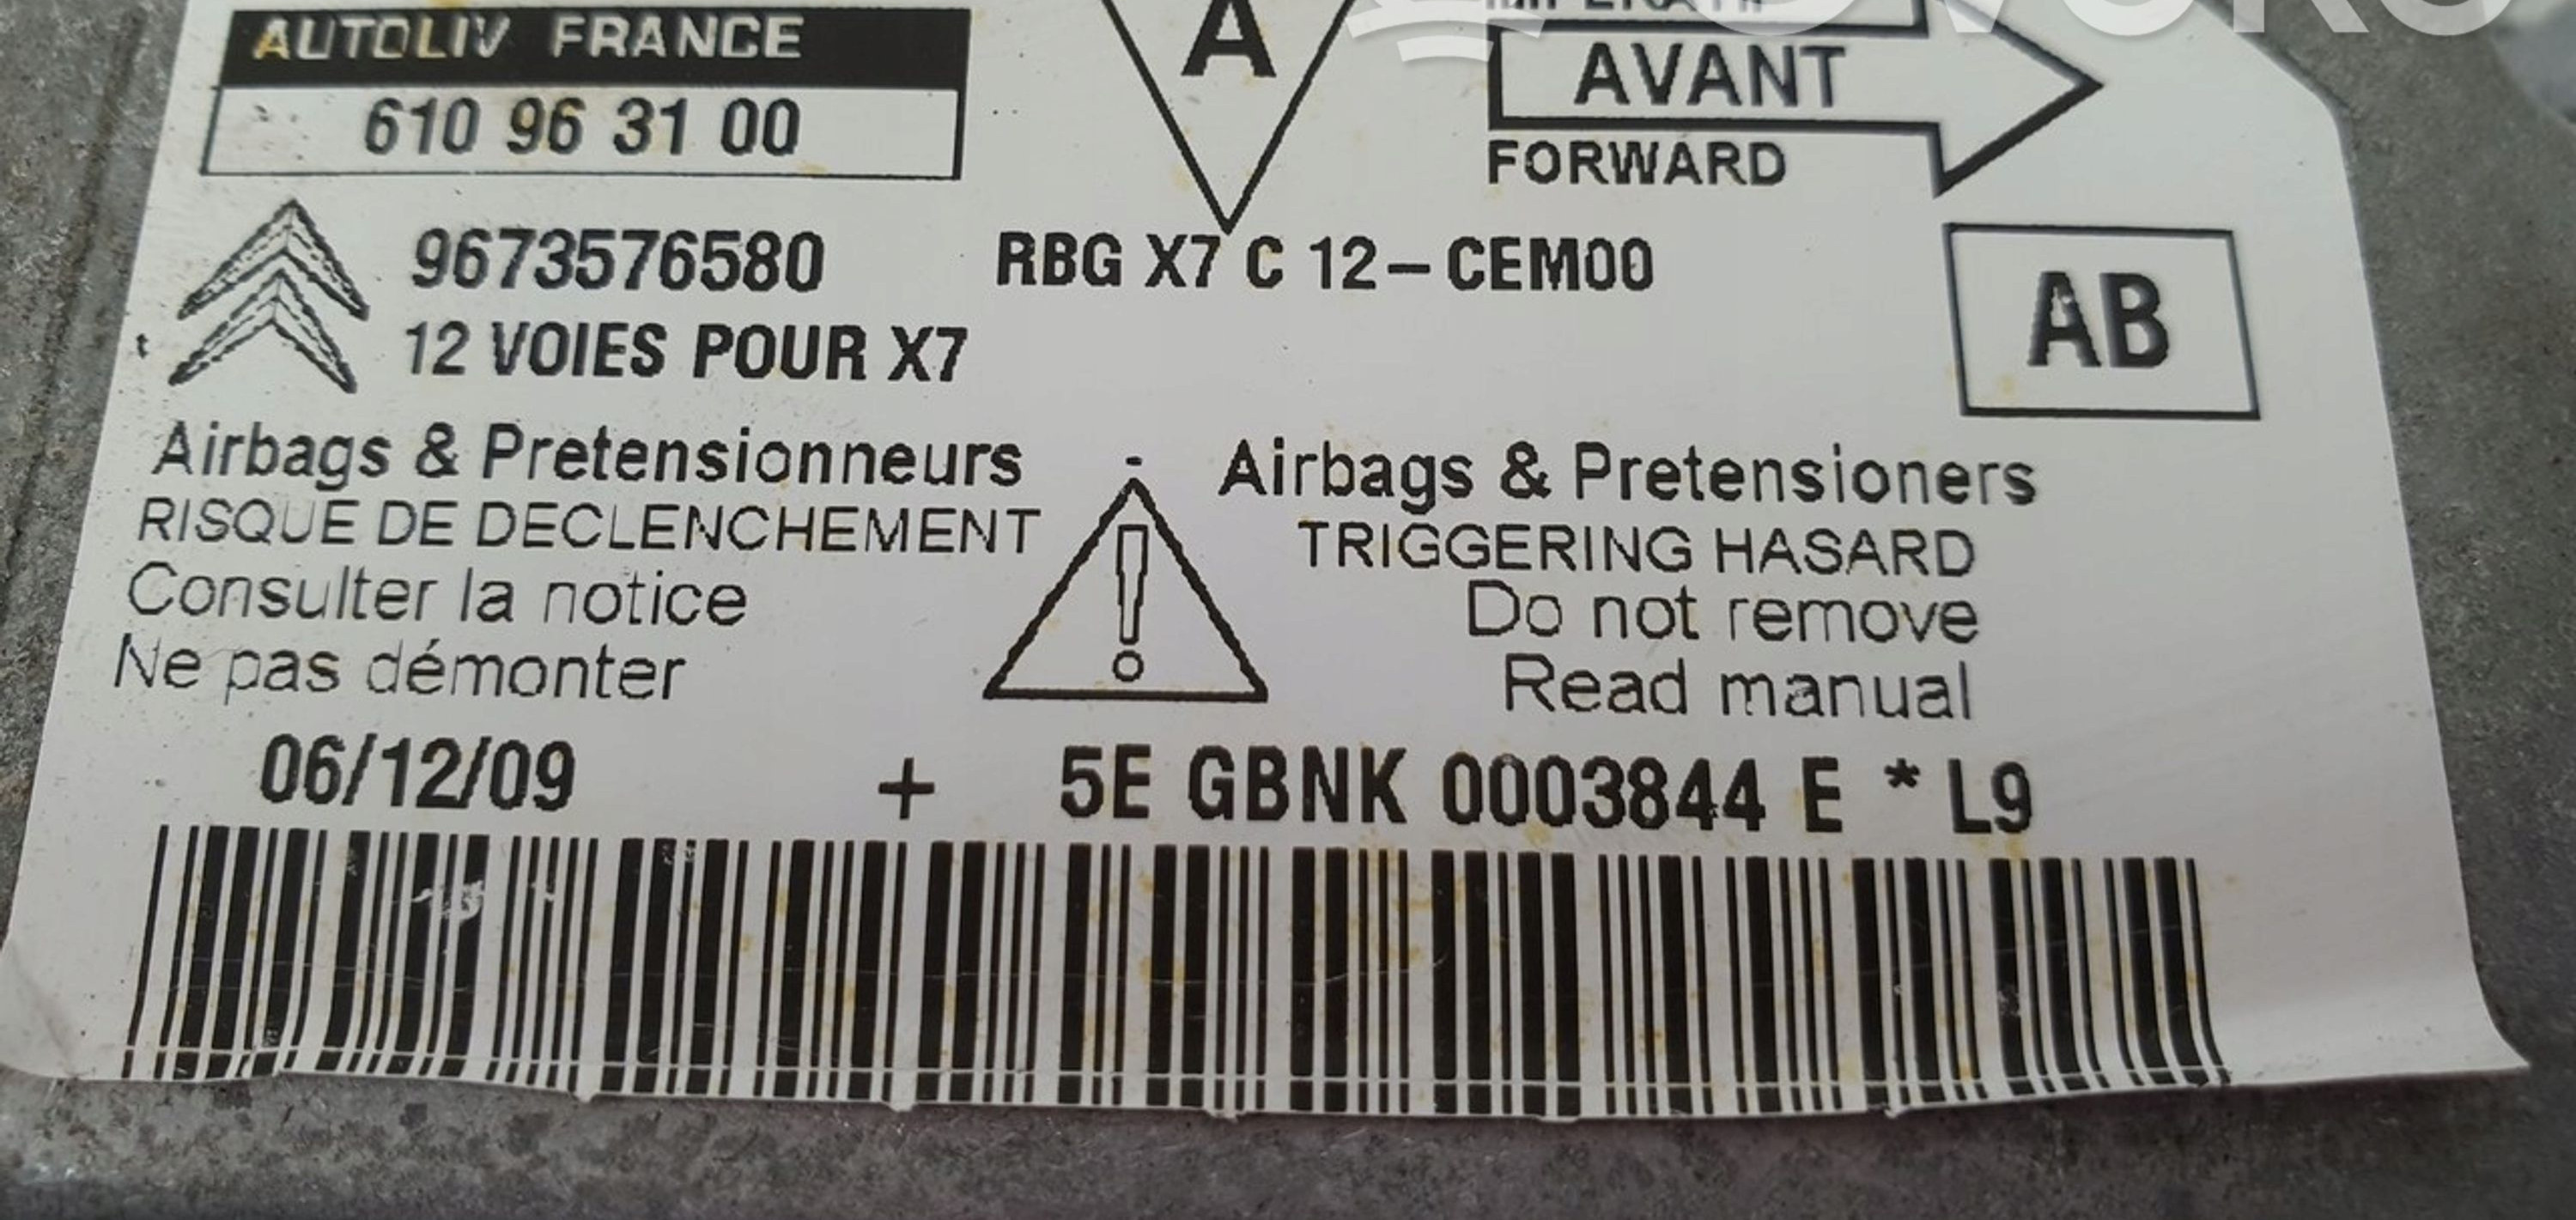 AUTOLIV FRANCE
610 96 31 00
A
IMPERATIF
AVANT
FORWARD
9673576580
RBG X7 C 12-CEM00
12 VOIES POUR X7
AB
Airbags & Pretensionneurs - Airbags & Pretensioners
RISQUE DE DECLENCHEMENT
TRIGGERING HASARD
Consulter la notice
Do not remove
Ne pas démonter
Read manual
06/12/09 + 5E GBNK 0003844 E * L9